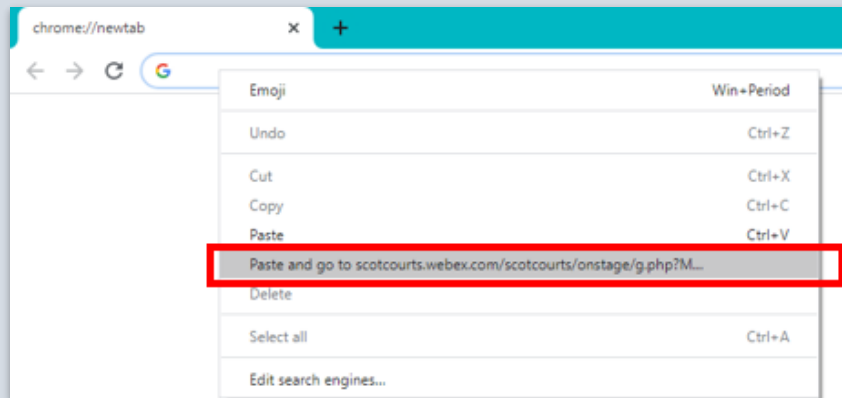 chrome://newtab
Emoji Win+Period
Undo Ctrl+Z
Cut Ctrl+X
Copy Ctrl+C
Paste Ctrl+V
Paste and go to scotcourts.webex.com/scotcourts/onstage/g.php?M...
Delete
Select all Ctrl+A
Edit search engines...